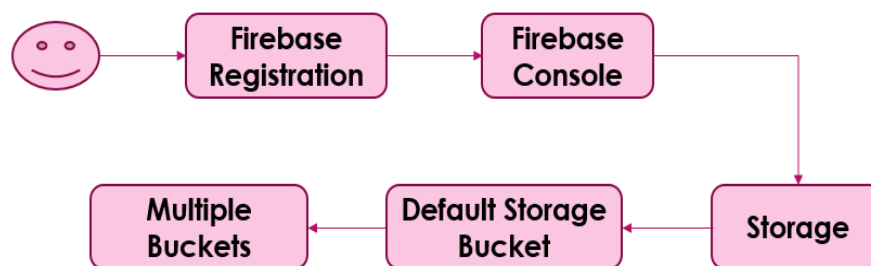 Firebase
Registration
Firebase
Console
Storage
Default Storage
Bucket
Multiple
Buckets